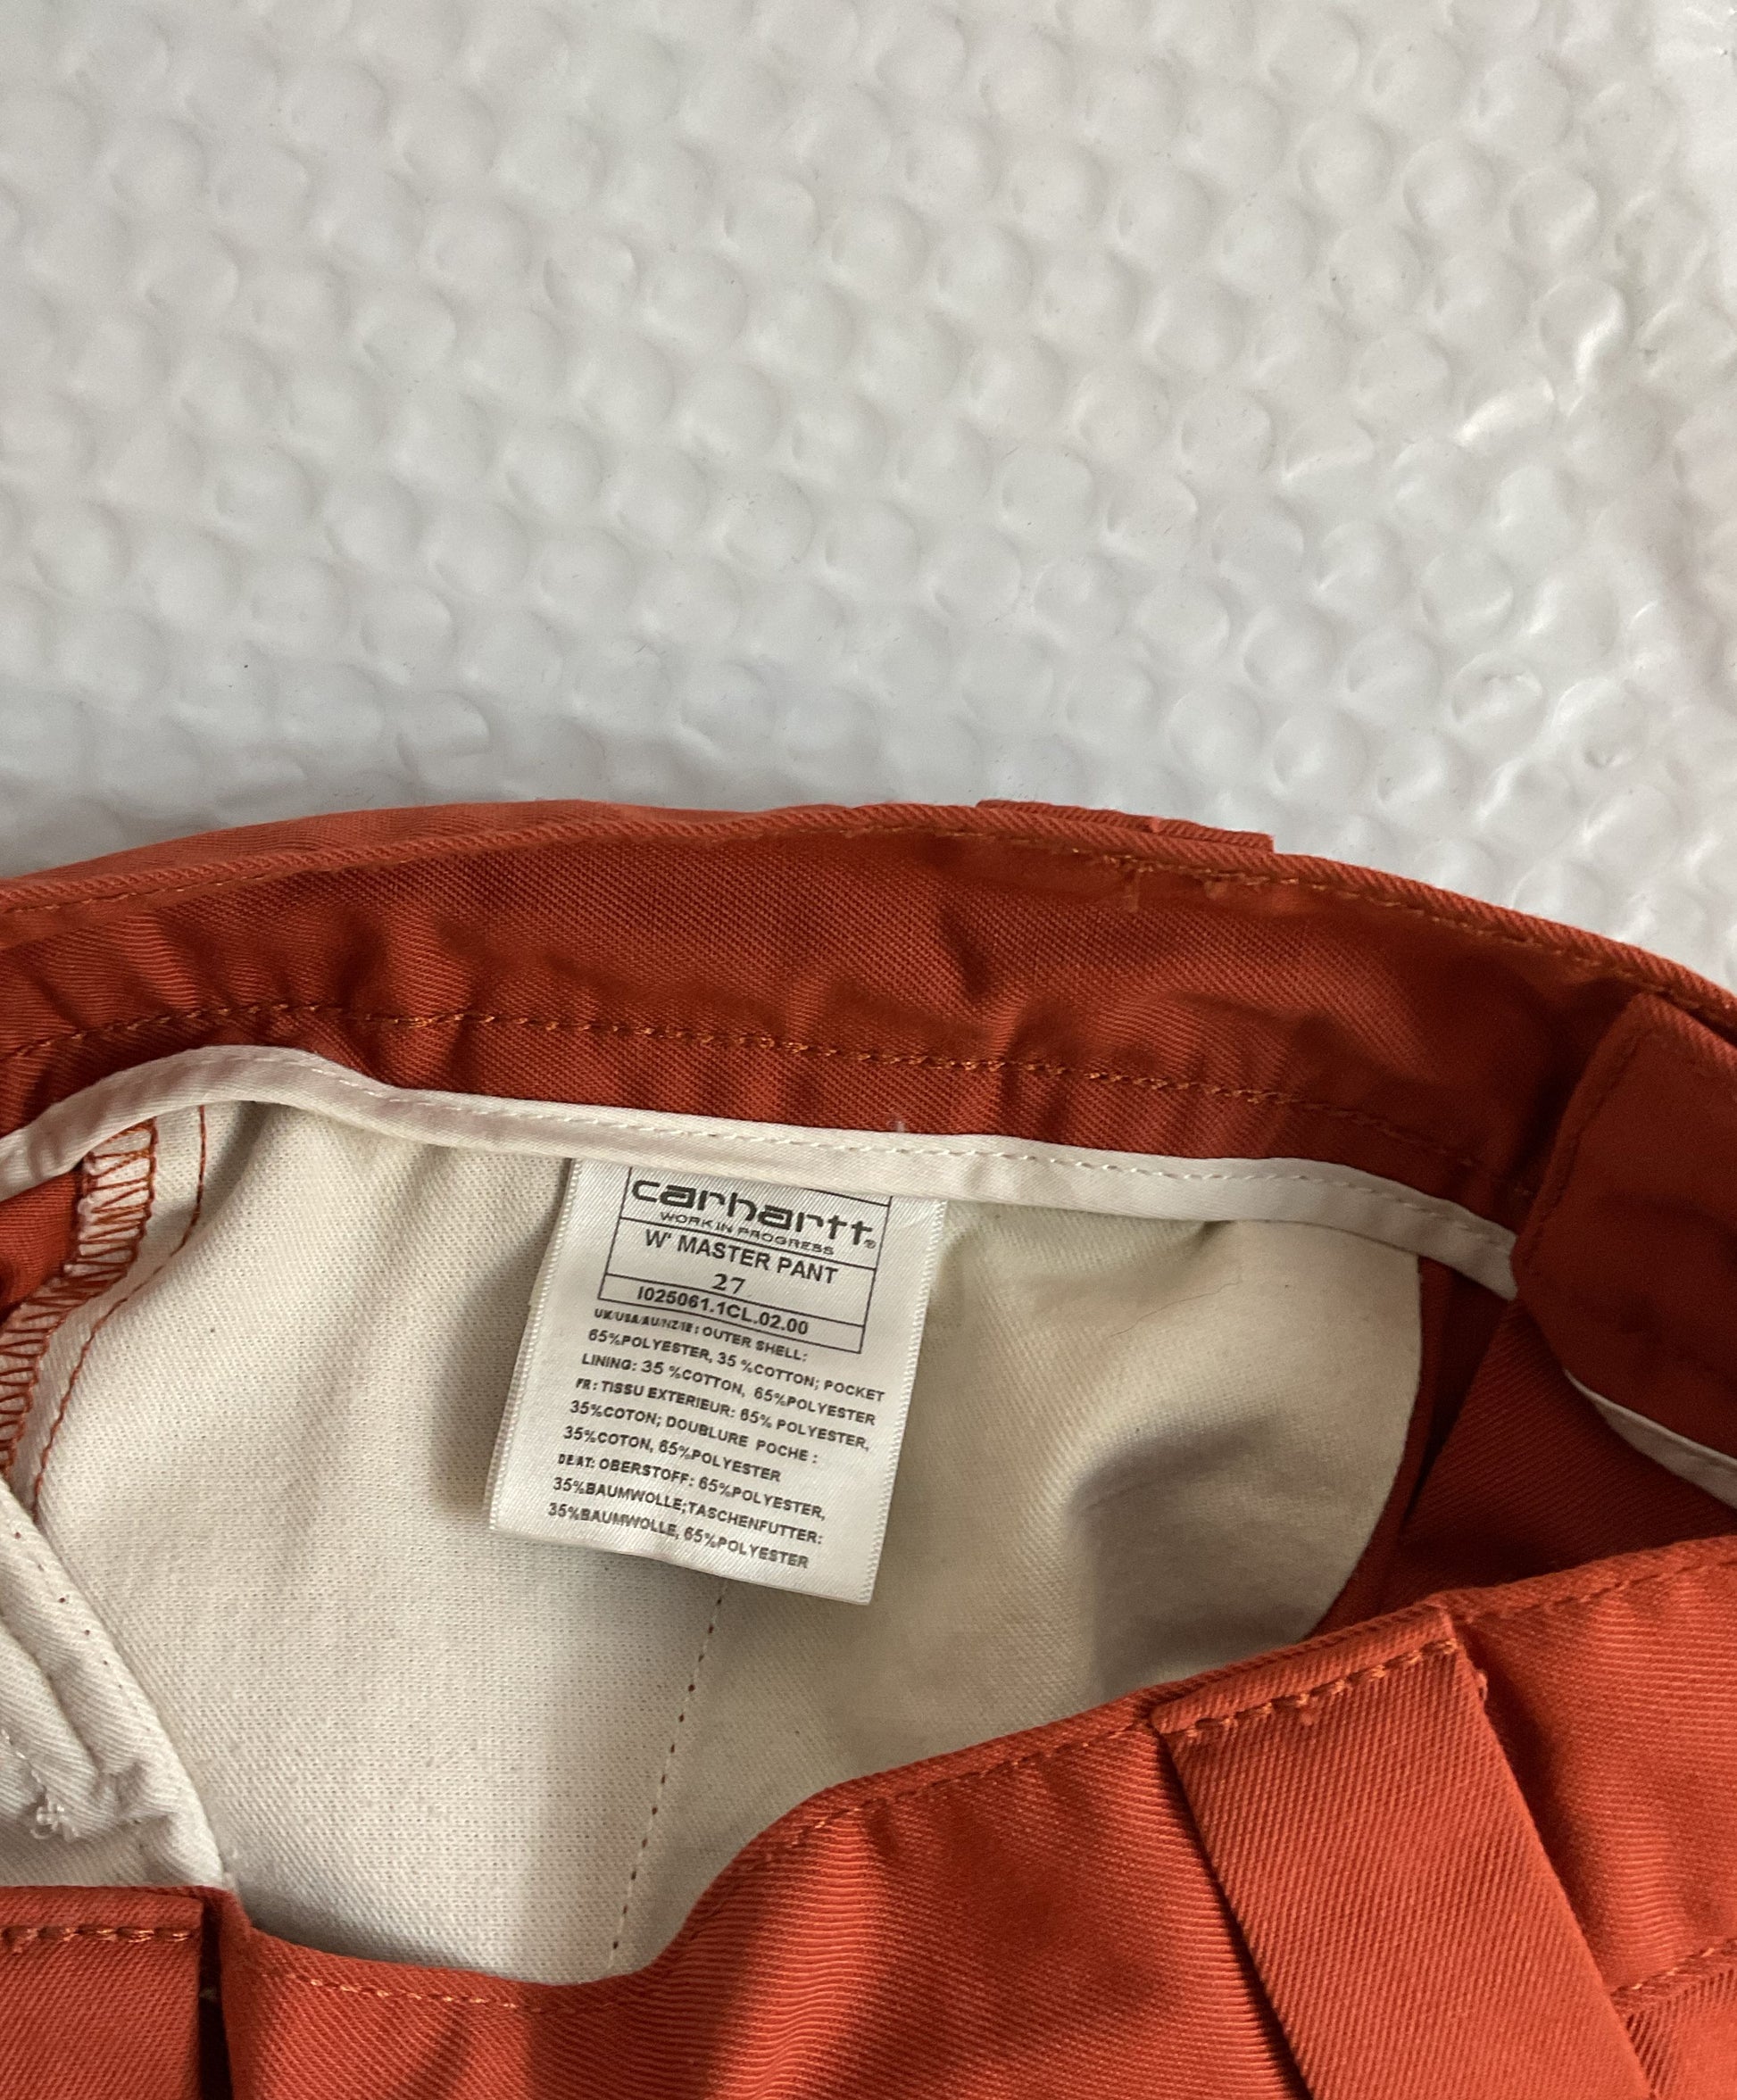 carhartt®
WORK IN PROGRESS
W' MASTER PANT
27
I025061.1CL.02.00
UK/USA/AU/NZ/IE: OUTER SHELL:
65%POLYESTER, 35 %COTTON; POCKET
LINING: 35 %COTTON, 65%POLYESTER
FR: TISSU EXTERIEUR: 65% POLYESTER,
35%COTON; DOUBLURE POCHE :
35%COTON, 65%POLYESTER
DE/AT: OBERSTOFF: 65%POLYESTER,
35%BAUMWOLLE;TASCHENFUTTER:
35%BAUMWOLLE, 65%POLYESTER